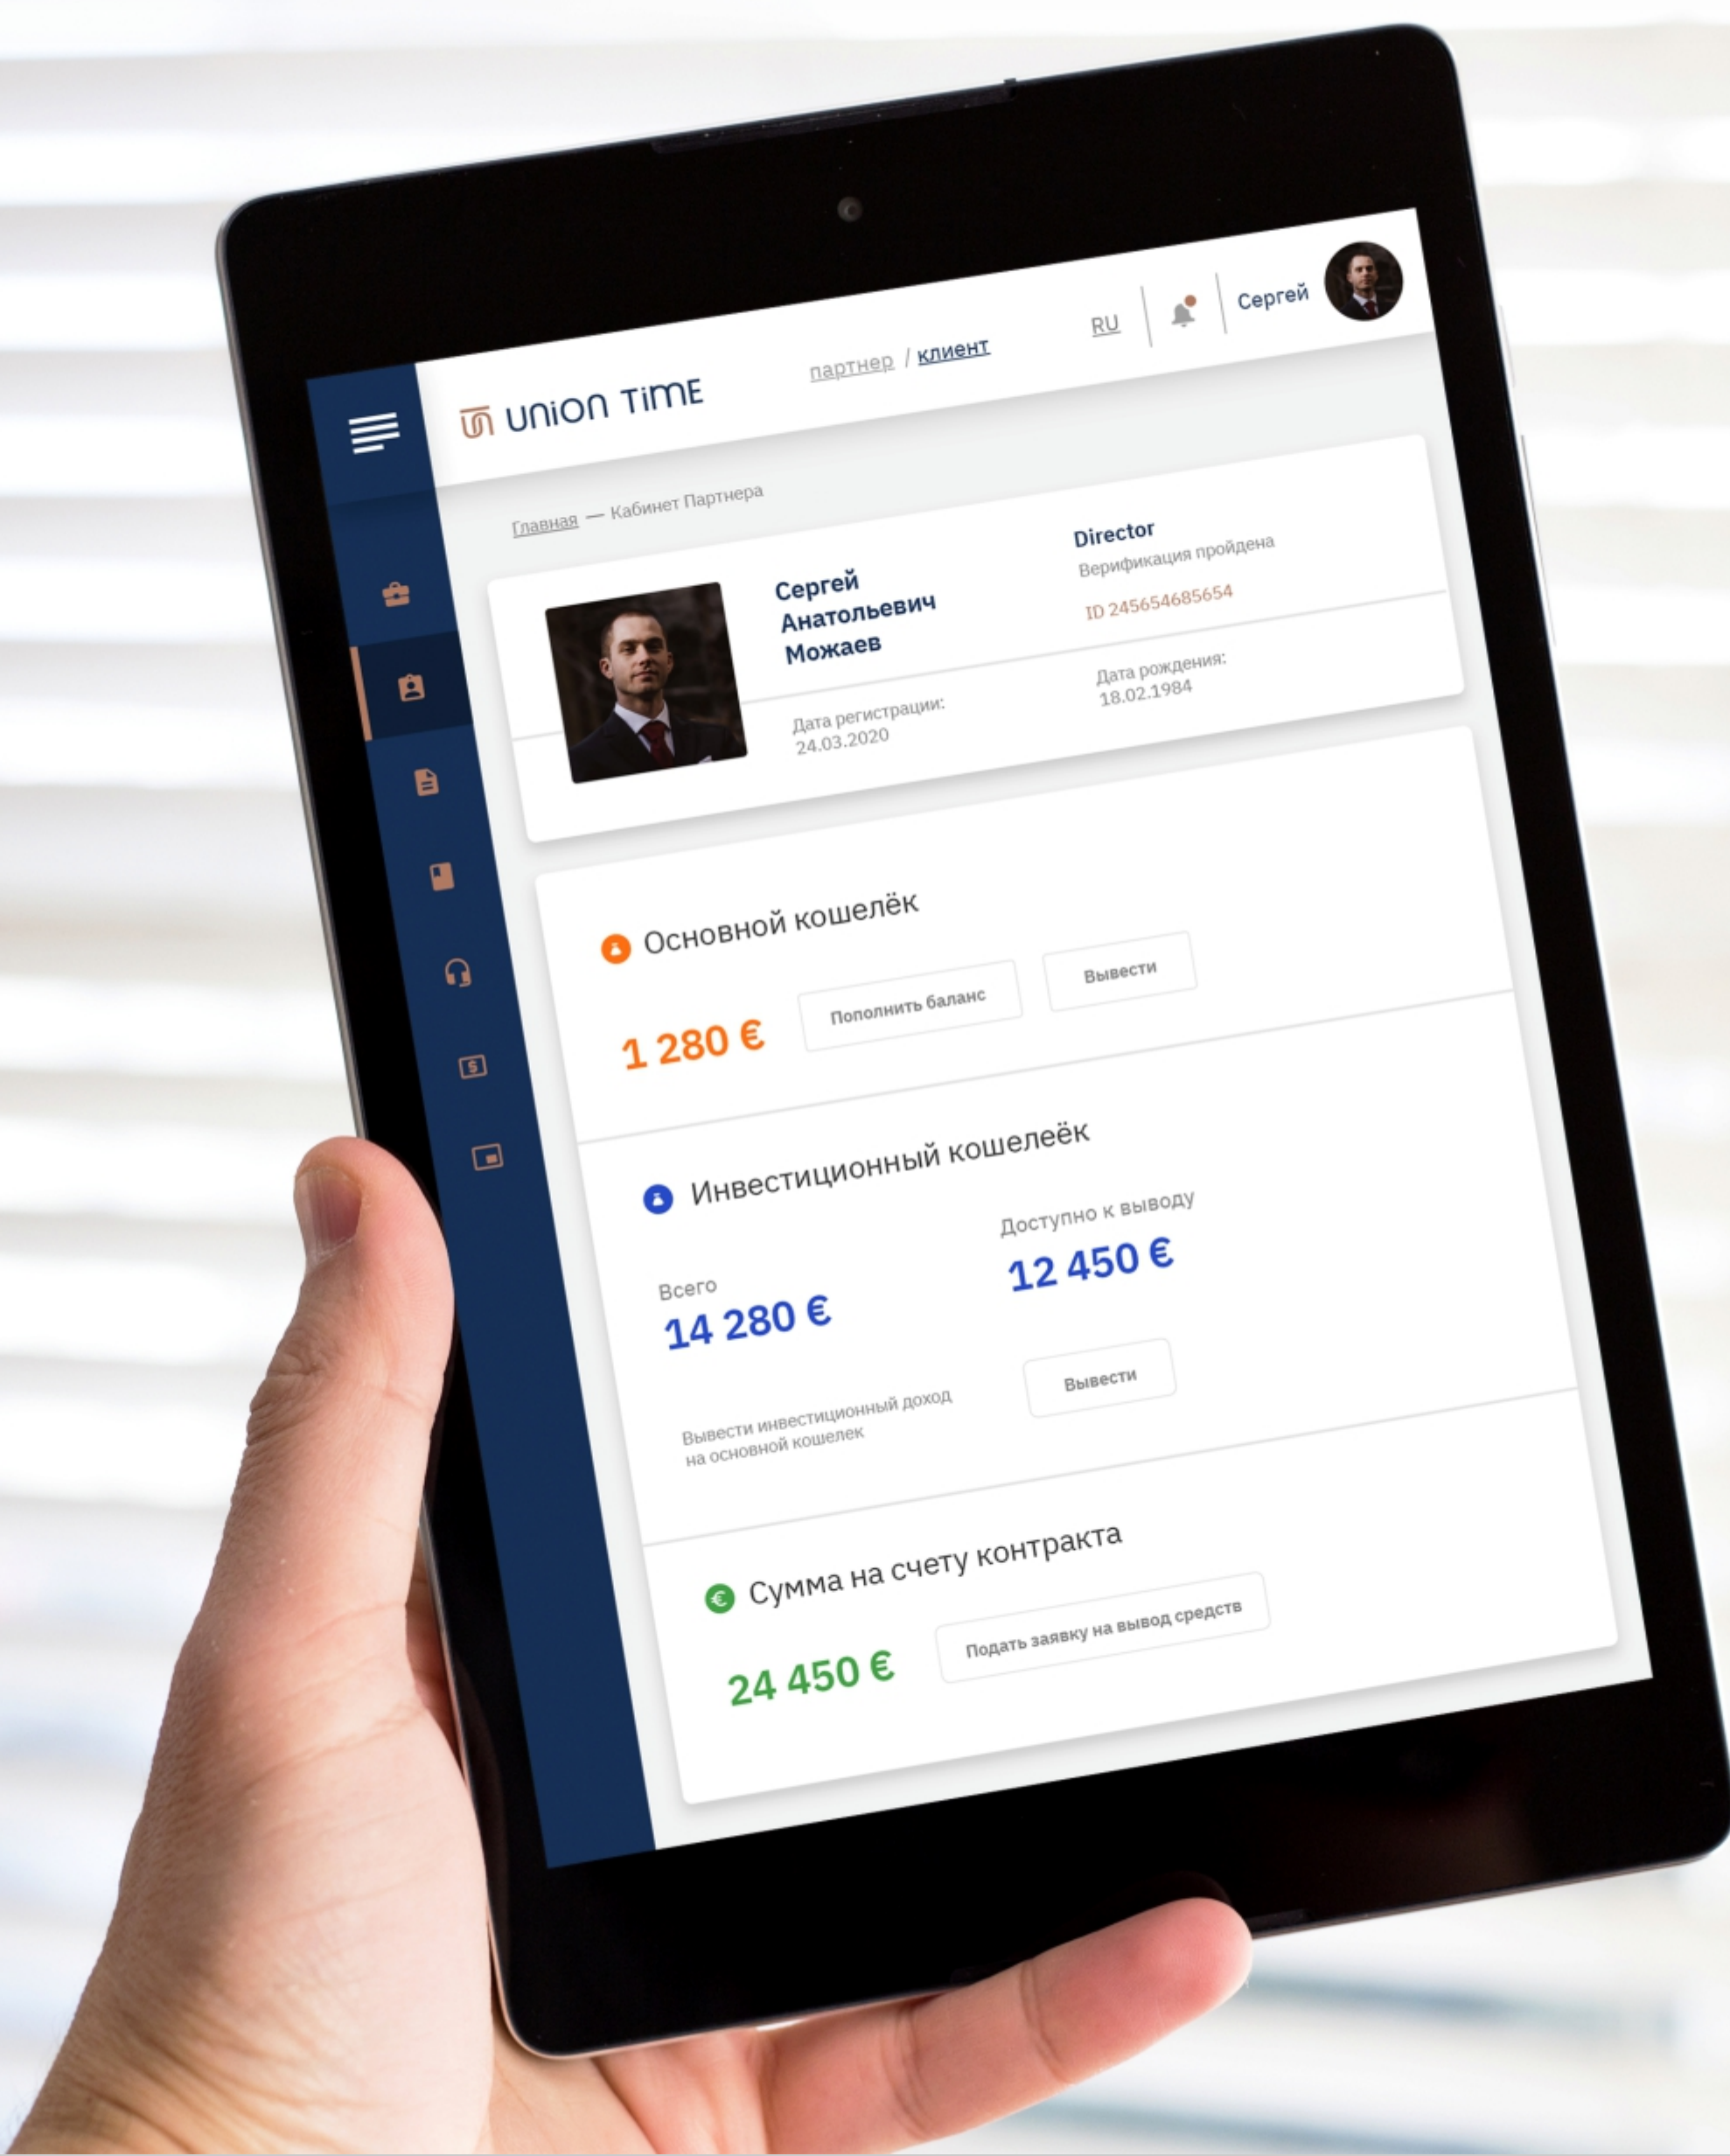 UNION TIME
партнер / клиент
RU
Сергей
Главная — Кабинет Партнера
Сергей
Анатольевич
Можаев
Director
Верификация пройдена
ID 245654685654
Дата регистрации:
24.03.2020
Дата рождения:
18.02.1984
Основной кошелёк
1 280 €
Пополнить баланс
Вывести
Инвестиционный кошелеёк
Всего
14 280 €
Доступно к выводу
12 450 €
Вывести инвестиционный доход
на основной кошелек
Вывести
Сумма на счету контракта
24 450 €
Подать заявку на вывод средств